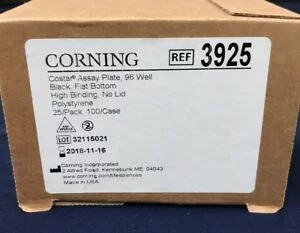 CORNING
REF 3925
Costar® Assay Plate, 96 Well
Black, Flat Bottom
High Binding, No Lid
Polystyrene
25/Pack, 100/Case
LOT 32115021
2018-11-16
Corning Incorporated
2 Alfred Road, Kennebunk ME 04043
www.corning.com/lifesciences
Made in USA